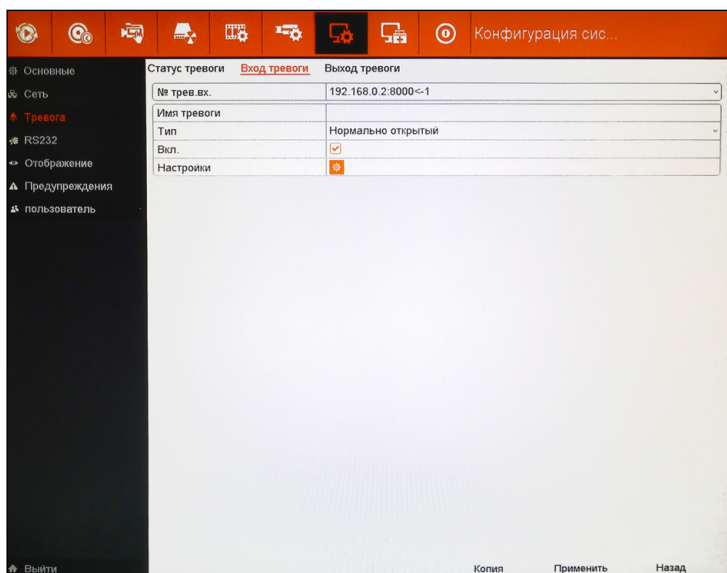 Конфигурация сис...
Основные
Сеть
Тревога
RS232
Отображение
Предупреждения
пользователь
Выйти
Статус тревоги Вход тревоги Выход тревоги
№ трев.вх. 192.168.0.2:8000<-1
Имя тревоги
Тип Нормально открытый
Вкл.
Настройки
Копия Применить Назад